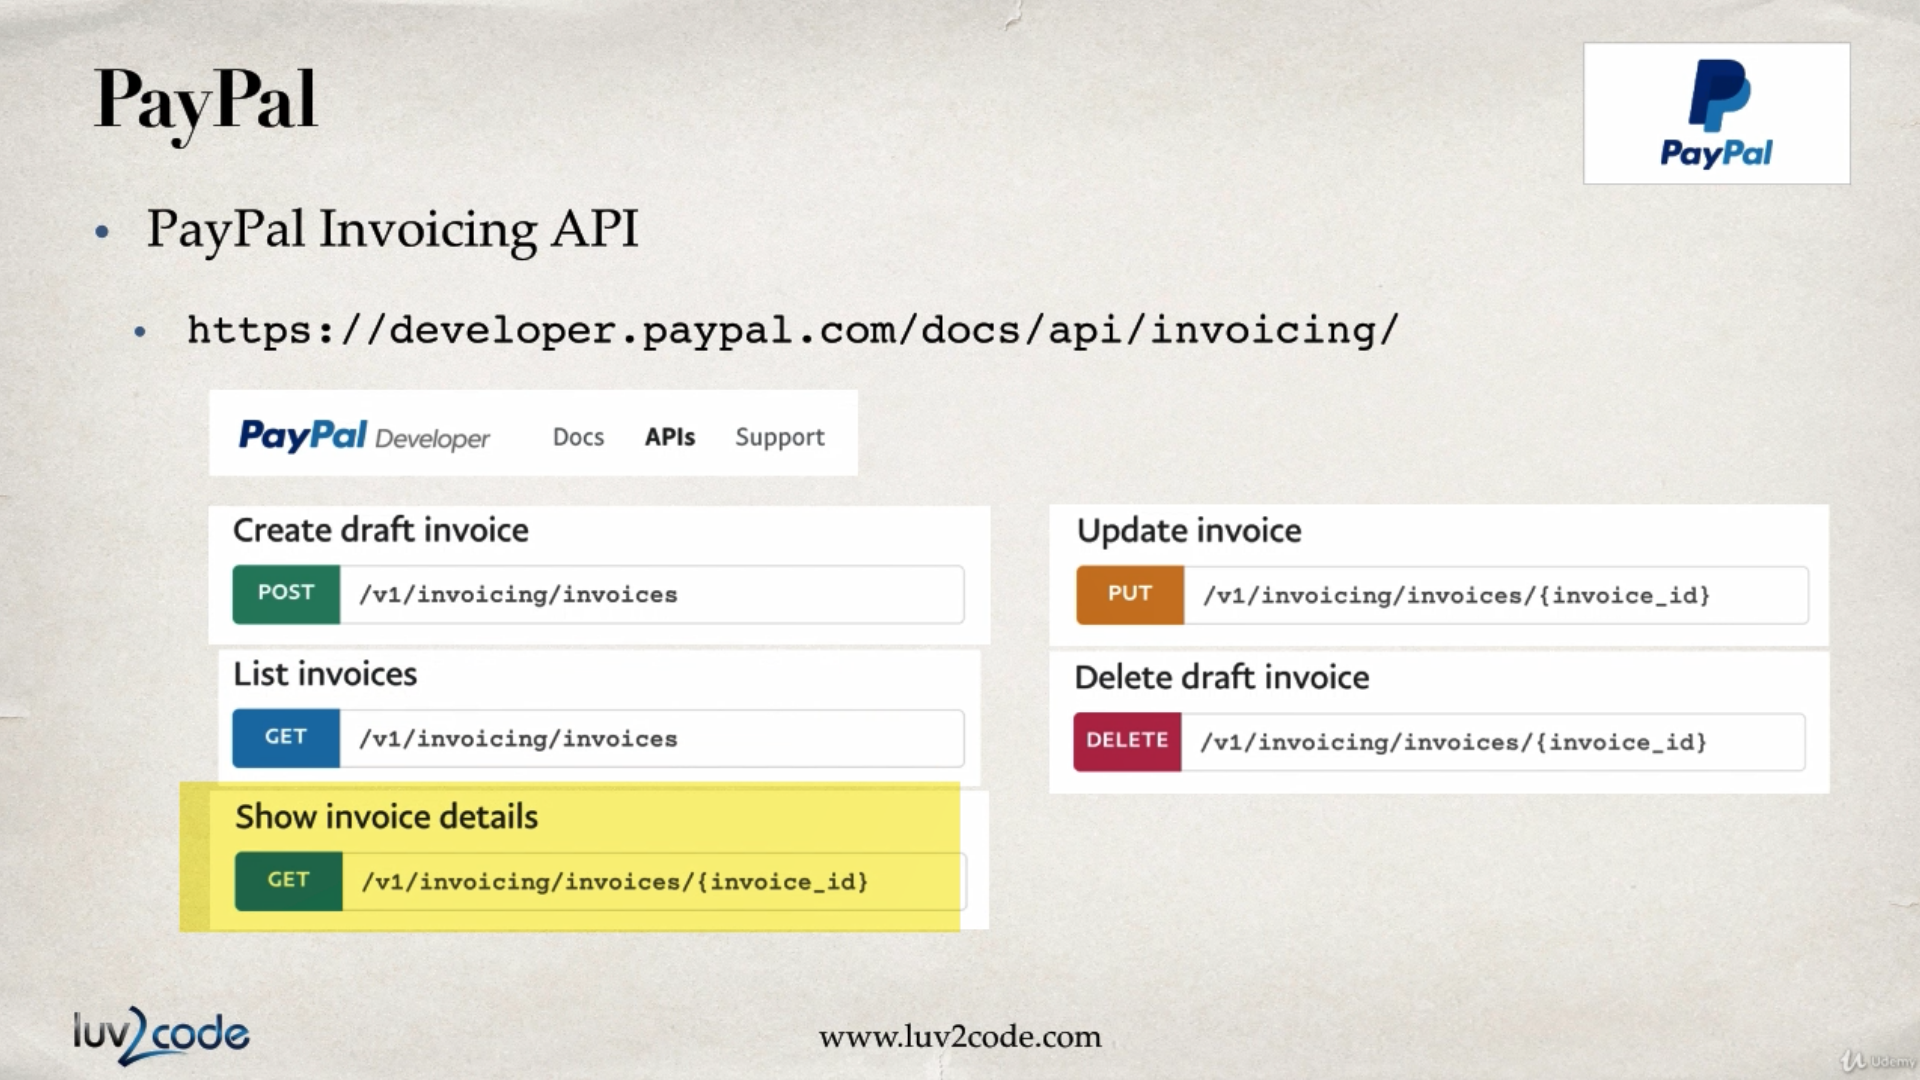 PayPal
PayPal
• PayPal Invoicing API
• https://developer.paypal.com/docs/api/invoicing/
PayPal Developer Docs APIs Support
Create draft invoice
POST /v1/invoicing/invoices
List invoices
GET /v1/invoicing/invoices
Show invoice details
GET /v1/invoicing/invoices/{invoice_id}
Update invoice
PUT /v1/invoicing/invoices/{invoice_id}
Delete draft invoice
DELETE /v1/invoicing/invoices/{invoice_id}
luv2code
www.luv2code.com
Udemy